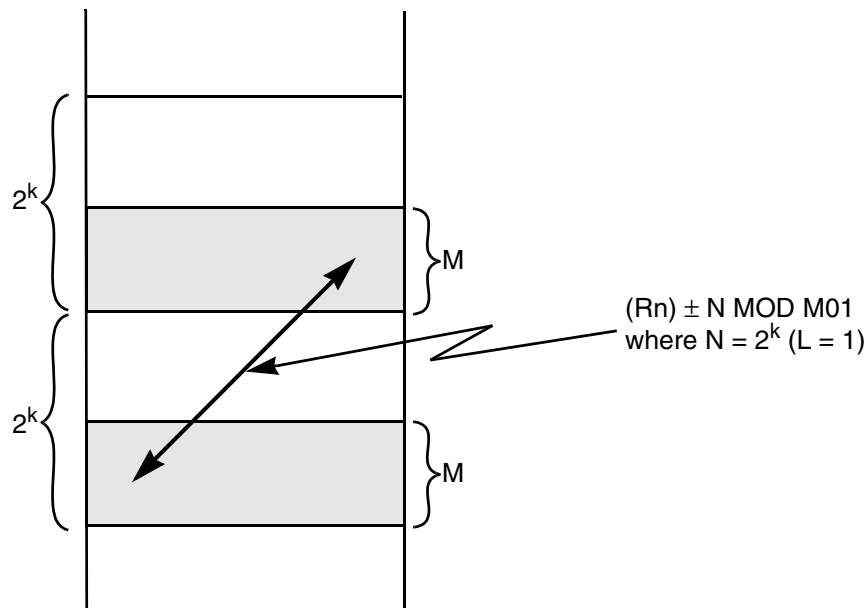 2^k
M
(Rn) ± N MOD M01
where N = 2^k (L = 1)
2^k
M